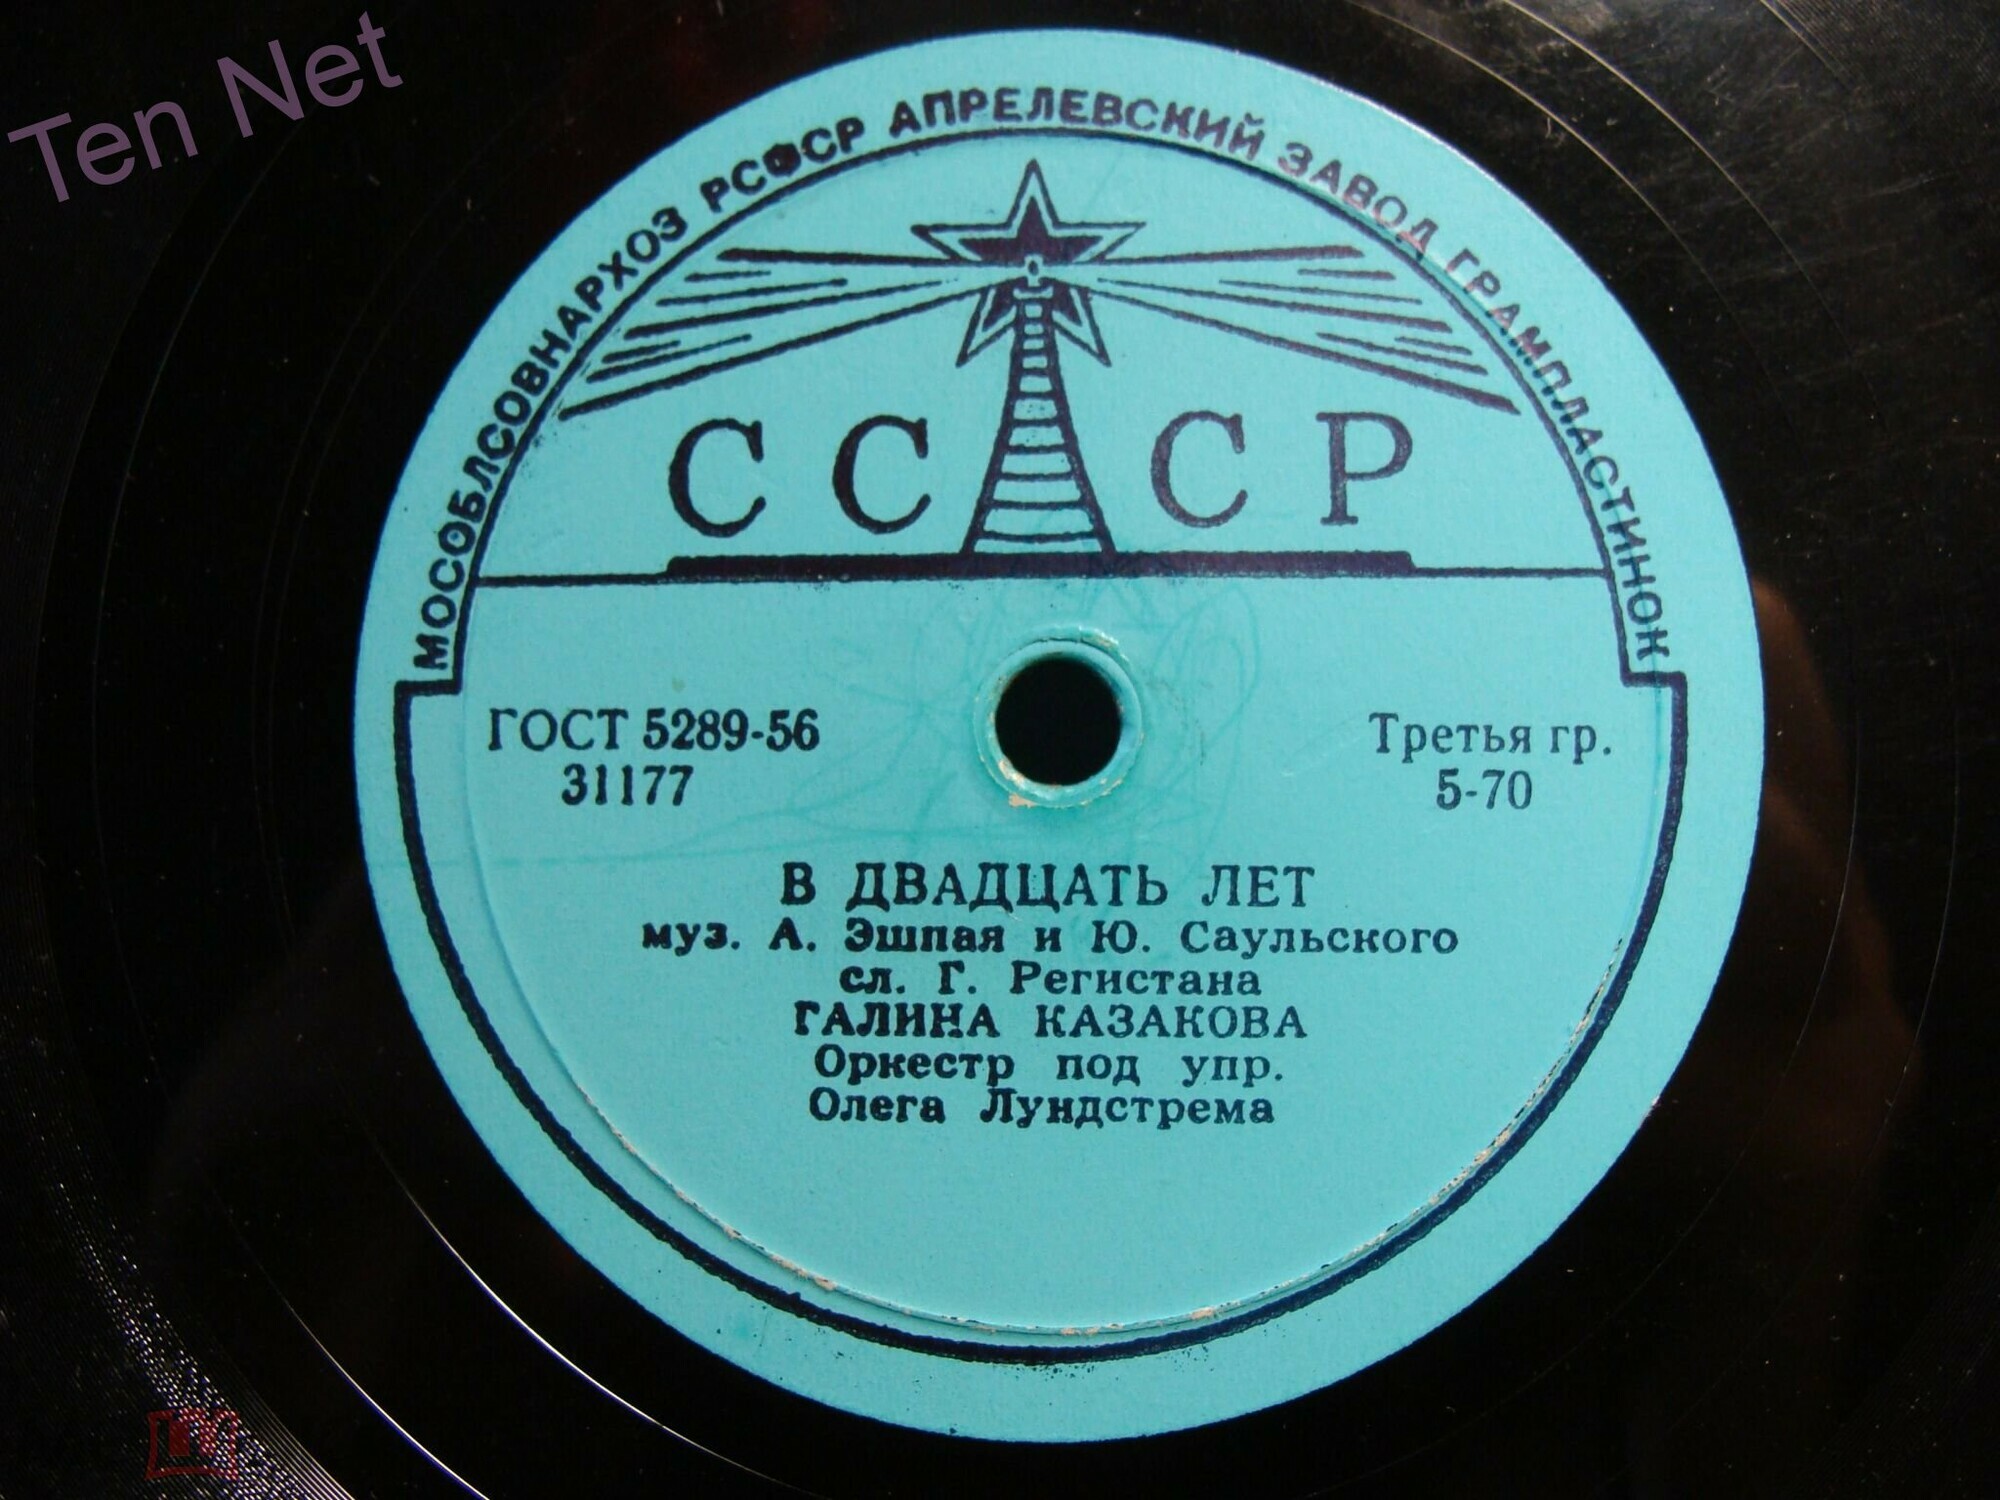 Ten Net
МОСОБЛСОВНАРХОЗ РСФСР АПРЕЛЕВСКИЙ ЗАВОД ГРАМПЛАСТИНОК
СССР
ГОСТ 5289-56
31177
Третья гр.
5-70
В ДВАДЦАТЬ ЛЕТ
муз. А. Эшпая и Ю. Саульского
сл. Г. Регистана
ГАЛИНА КАЗАКОВА
Оркестр под упр.
Олега Лундстрема